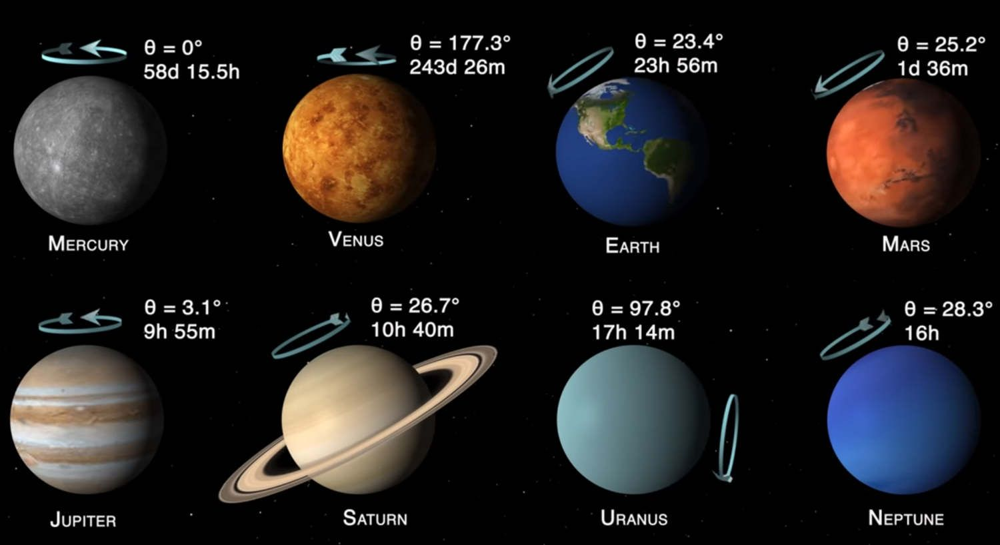 θ = 0°
58d 15.5h
MERCURY
θ = 177.3°
243d 26m
VENUS
θ = 23.4°
23h 56m
EARTH
θ = 25.2°
1d 36m
MARS
θ = 3.1°
9h 55m
JUPITER
θ = 26.7°
10h 40m
SATURN
θ = 97.8°
17h 14m
URANUS
θ = 28.3°
16h
NEPTUNE